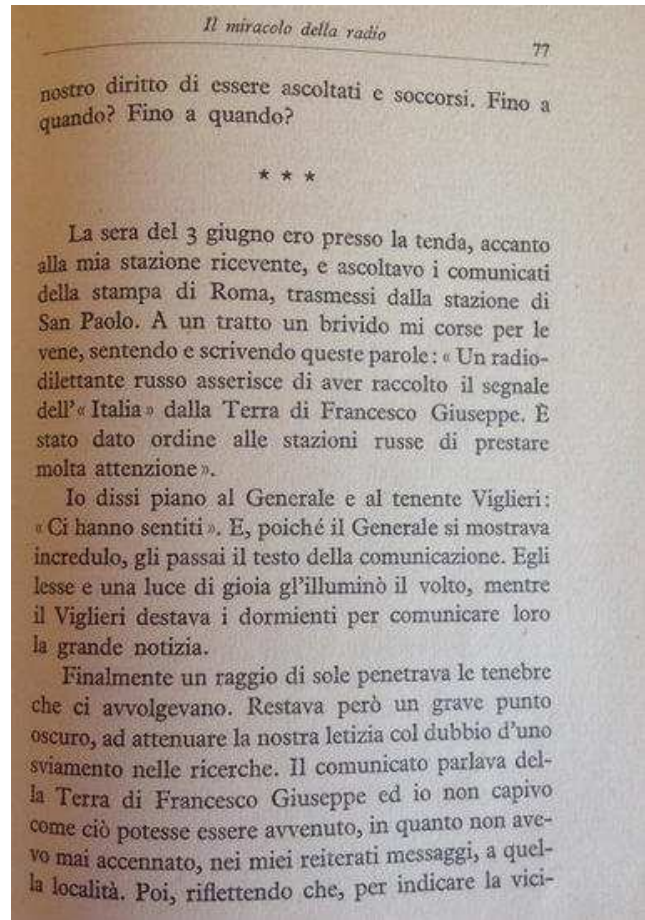 Il miracolo della radio
77
nostro diritto di essere ascoltati e soccorsi. Fino a
quando? Fino a quando?
* * *
La sera del 3 giugno ero presso la tenda, accanto
alla mia stazione ricevente, e ascoltavo i comunicati
della stampa di Roma, trasmessi dalla stazione di
San Paolo. A un tratto un brivido mi corse per le
vene, sentendo e scrivendo queste parole: « Un radio-
dilettante russo asserisce di aver raccolto il segnale
dell'« Italia » dalla Terra di Francesco Giuseppe. È
stato dato ordine alle stazioni russe di prestare
molta attenzione ».
Io dissi piano al Generale e al tenente Viglieri:
« Ci hanno sentiti ». E, poiché il Generale si mostrava
incredulo, gli passai il testo della comunicazione. Egli
lesse e una luce di gioia gl'illuminò il volto, mentre
il Viglieri destava i dormienti per comunicare loro
la grande notizia.
Finalmente un raggio di sole penetrava le tenebre
che ci avvolgevano. Restava però un grave punto
oscuro, ad attenuare la nostra letizia col dubbio d'uno
sviamento nelle ricerche. Il comunicato parlava del-
la Terra di Francesco Giuseppe ed io non capivo
come ciò potesse essere avvenuto, in quanto non ave-
vo mai accennato, nei miei reiterati messaggi, a quel-
la località. Poi, riflettendo che, per indicare la vici-